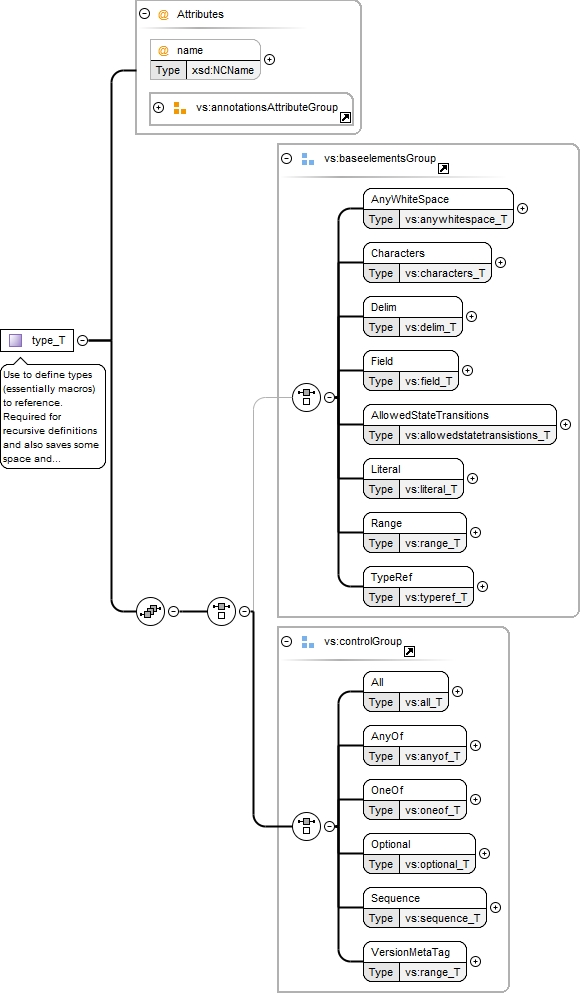 Attributes
name
Type xsd:NCName
vs:annotationsAttributeGroup
vs:baseelementsGroup
AnyWhiteSpace
Type vs:anywhitespace_T
Characters
Type vs:characters_T
Delim
Type vs:delim_T
type_T
Use to define types
(essentially macros)
to reference.
Required for
recursive definitions
and also saves some
space and...
Field
Type vs:field_T
AllowedStateTransitions
Type vs:allowedstatetransistions_T
Literal
Type vs:literal_T
Range
Type vs:range_T
TypeRef
Type vs:typeref_T
vs:controlGroup
All
Type vs:all_T
AnyOf
Type vs:anyof_T
OneOf
Type vs:oneof_T
Optional
Type vs:optional_T
Sequence
Type vs:sequence_T
VersionMetaTag
Type vs:range_T